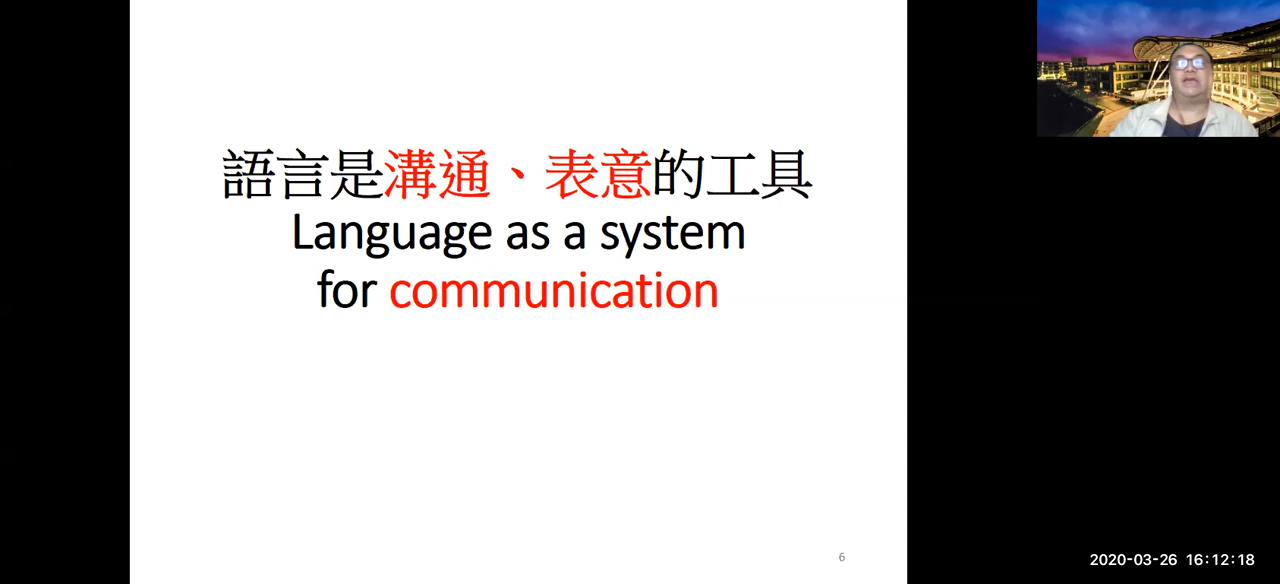 語言是溝通、表意的工具
Language as a system
for communication
6
2020-03-26 16:12:18